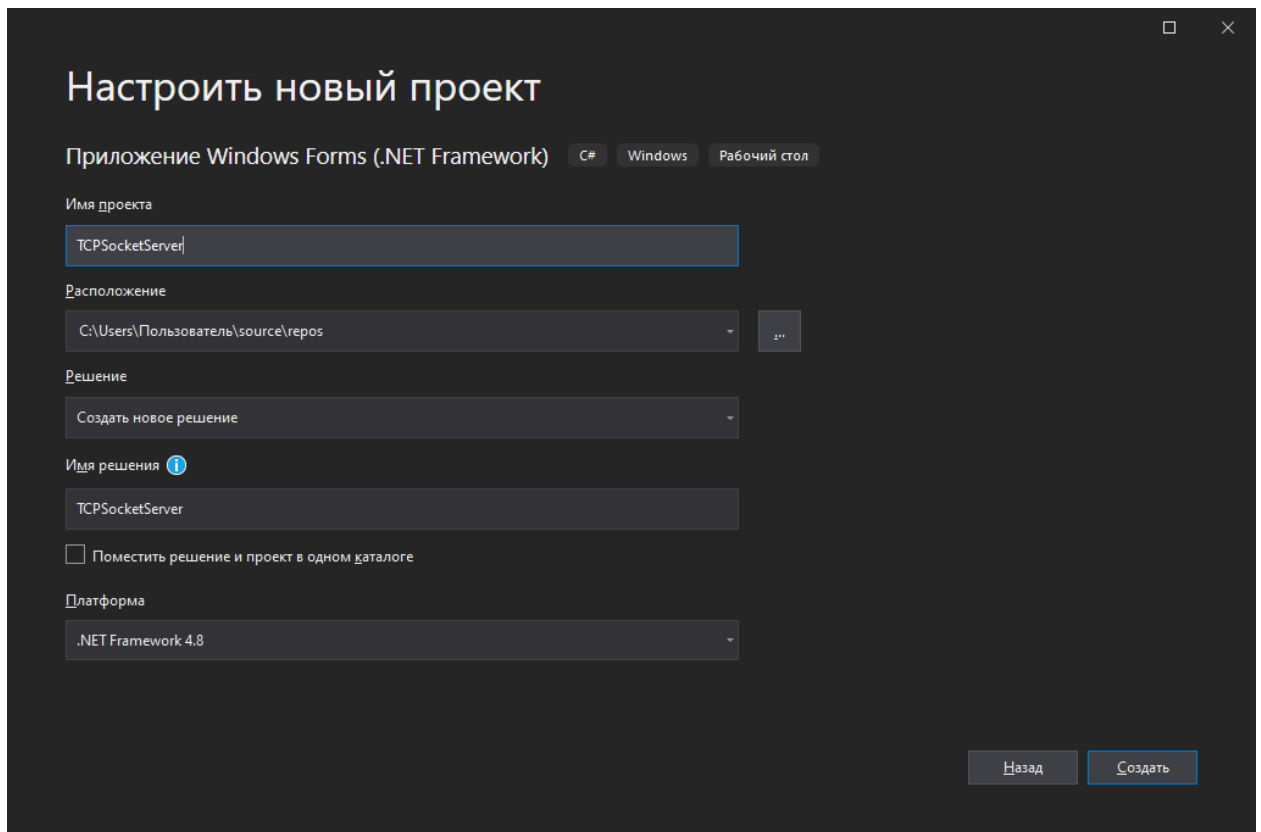 Настроить новый проект
Приложение Windows Forms (.NET Framework) C# Windows Рабочий стол
Имя проекта
TCPSocketServer
Расположение
C:\Users\Пользователь\source\repos
...
Решение
Создать новое решение
Имя решения
TCPSocketServer
Поместить решение и проект в одном каталоге
Платформа
.NET Framework 4.8
Назад Создать